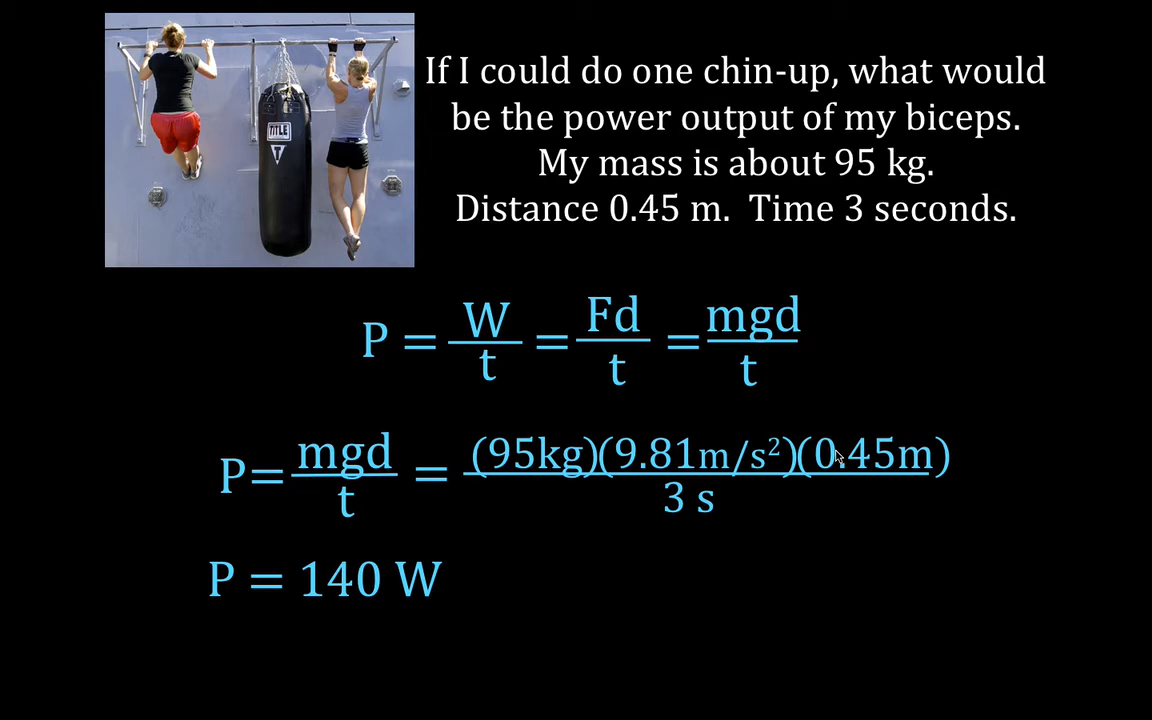 If I could do one chin-up, what would
be the power output of my biceps.
My mass is about 95 kg.
Distance 0.45 m. Time 3 seconds.
TITLE
T
P = W/t = Fd/t = mgd/t
P= mgd/t = (95kg)(9.81m/s²)(0.45m)/3 s
P = 140 W